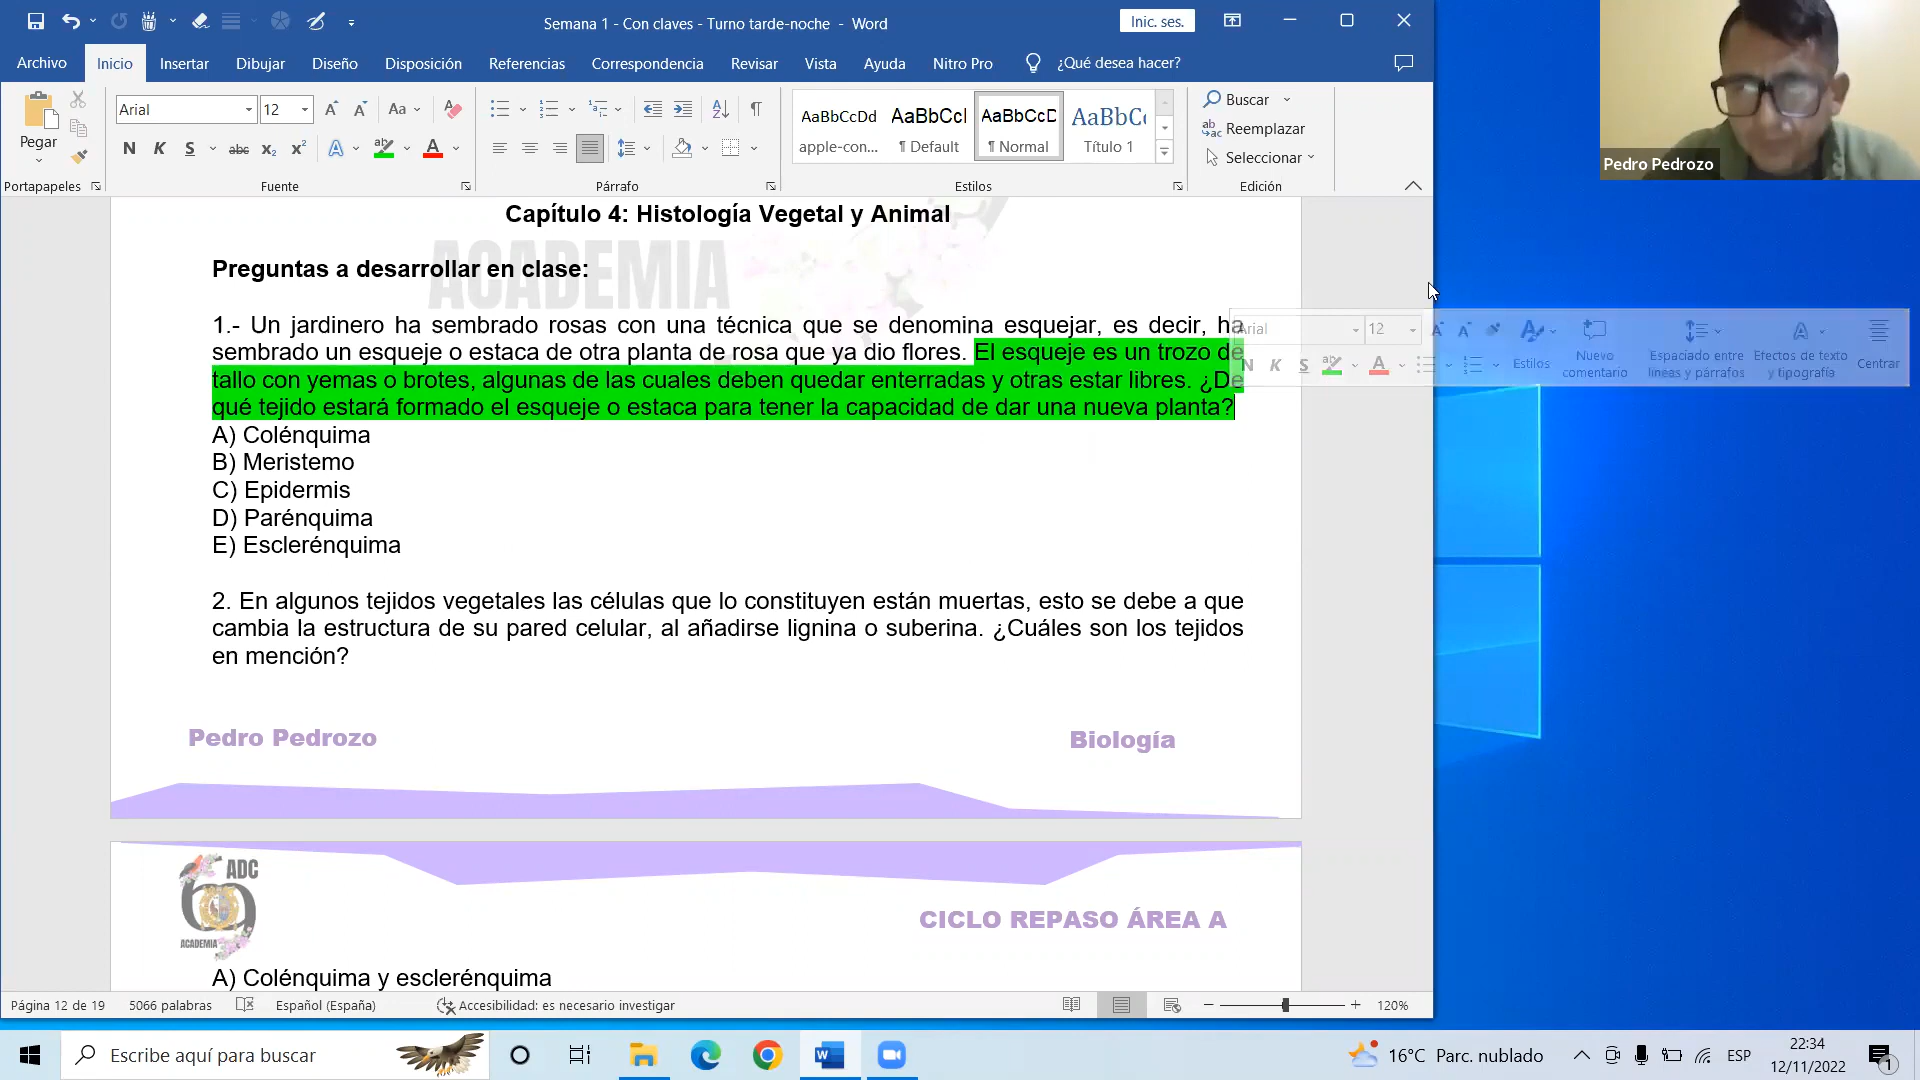 Semana 1 - Con claves - Turno tarde-noche - Word
Inic. ses.
Archivo Inicio Insertar Dibujar Diseño Disposición Referencias Correspondencia Revisar Vista Ayuda Nitro Pro ¿Qué desea hacer?
Pegar
Arial 12 Aa
N K S abc x₂ x² A ab A
AaBbCcDd AaBbCcI AaBbCcD AaBbC
apple-con... ¶ Default ¶ Normal Título 1
Buscar
Reemplazar
Seleccionar
Portapapeles Fuente Párrafo Estilos Edición
Pedro Pedrozo
ACADEMIA
Capítulo 4: Histología Vegetal y Animal
Preguntas a desarrollar en clase:
1.- Un jardinero ha sembrado rosas con una técnica que se denomina esquejar, es decir, ha
sembrado un esqueje o estaca de otra planta de rosa que ya dio flores. El esqueje es un trozo de
tallo con yemas o brotes, algunas de las cuales deben quedar enterradas y otras estar libres. ¿De
qué tejido estará formado el esqueje o estaca para tener la capacidad de dar una nueva planta?
Arial 12
N K S Estilos Nuevo comentario Espaciado entre líneas y párrafos Efectos de texto y tipografía Centrar
A) Colénquima
B) Meristemo
C) Epidermis
D) Parénquima
E) Esclerénquima
2. En algunos tejidos vegetales las células que lo constituyen están muertas, esto se debe a que
cambia la estructura de su pared celular, al añadirse lignina o suberina. ¿Cuáles son los tejidos
en mención?
Pedro Pedrozo Biología
ADC
ACADEMIA
CICLO REPASO ÁREA A
A) Colénquima y esclerénquima
Página 12 de 19 5066 palabras Español (España) Accesibilidad: es necesario investigar 120%
Escribe aquí para buscar
16°C Parc. nublado ESP
22:34
12/11/2022
1